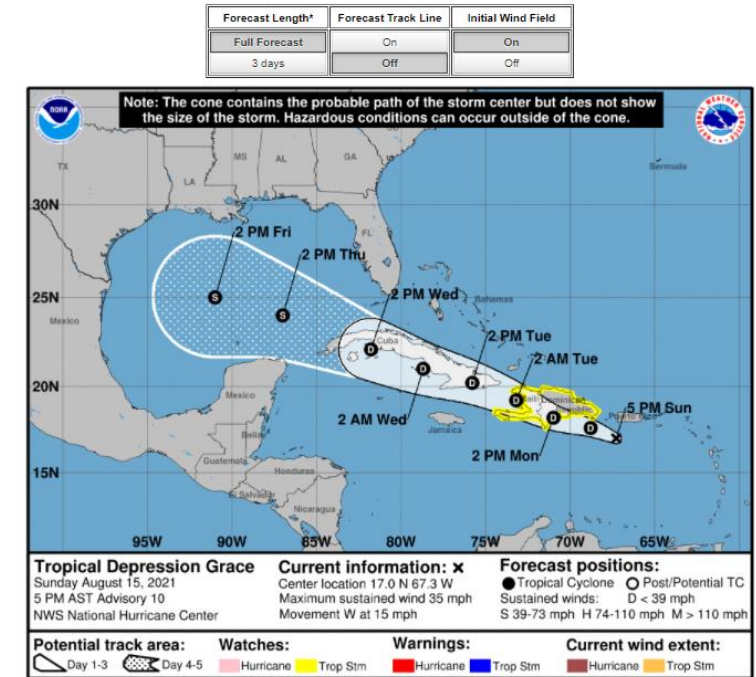 Forecast Length* Forecast Track Line Initial Wind Field
Full Forecast On On
3 days Off Off
Note: The cone contains the probable path of the storm center but does not show
the size of the storm. Hazardous conditions can occur outside of the cone.
NOAA
NATIONAL WEATHER SERVICE
TX
LA
MS
AL
GA
FL
Bermuda
30N
2 PM Fri
2 PM Thu
S
S
25N
2 PM Wed
Bahamas
Mexico
Cuba
2 PM Tue
D
D
D
2 AM Tue
20N
D
Haiti
Dominican
Republic
5 PM Sun
Puerto Rico
D
D
2 AM Wed
Jamaica
2 PM Mon
Mexico
Belize
Guatemala
Honduras
15N
El Salvador
Nicaragua
95W 90W 85W 80W 75W 70W 65W
Tropical Depression Grace
Sunday August 15, 2021
5 PM AST Advisory 10
NWS National Hurricane Center
Current information: x
Center location 17.0 N 67.3 W
Maximum sustained wind 35 mph
Movement W at 15 mph
Forecast positions:
Tropical Cyclone Post/Potential TC
Sustained winds: D < 39 mph
S 39-73 mph H 74-110 mph M > 110 mph
Potential track area:
Day 1-3 Day 4-5
Watches:
Hurricane Trop Stm
Warnings:
Hurricane Trop Stm
Current wind extent:
Hurricane Trop Stm